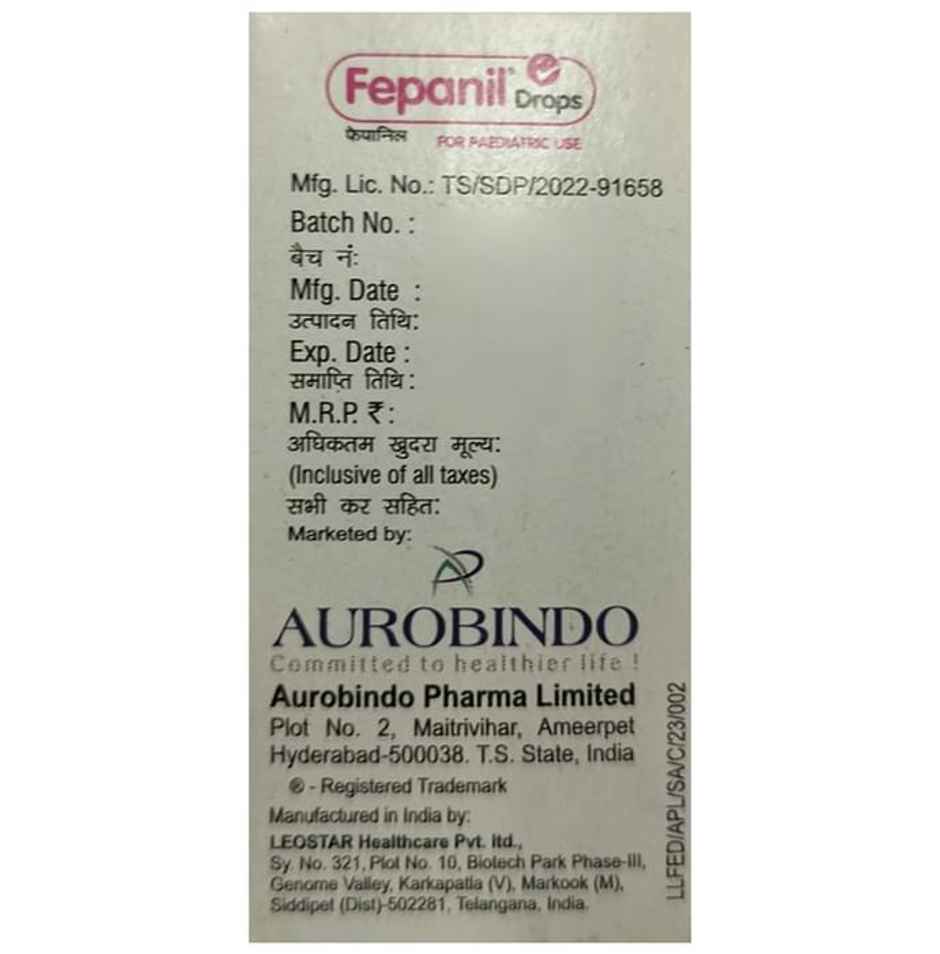 Fepanil® Drops
फेपानिल FOR PAEDIATRIC USE
Mfg. Lic. No.: TS/SDP/2022-91658
Batch No. :
बैच नं:
Mfg. Date :
उत्पादन तिथि:
Exp. Date :
समाप्ति तिथि :
M.R.P. ₹ :
अधिकतम खुदरा मूल्य:
(Inclusive of all taxes)
सभी कर सहित:
Marketed by:
AUROBINDO
Committed to healthier life !
Aurobindo Pharma Limited
Plot No. 2, Maitrivihar, Ameerpet
Hyderabad-500038. T.S. State, India
® - Registered Trademark
Manufactured in India by:
LEOSTAR Healthcare Pvt. ltd.,
Sy. No. 321, Plot No. 10, Biotech Park Phase-III,
Genome Valley, Karkapatla (V), Markook (M),
Siddipet (Dist)-502281, Telangana, India.
LLFED/APL/SA/C/23/002